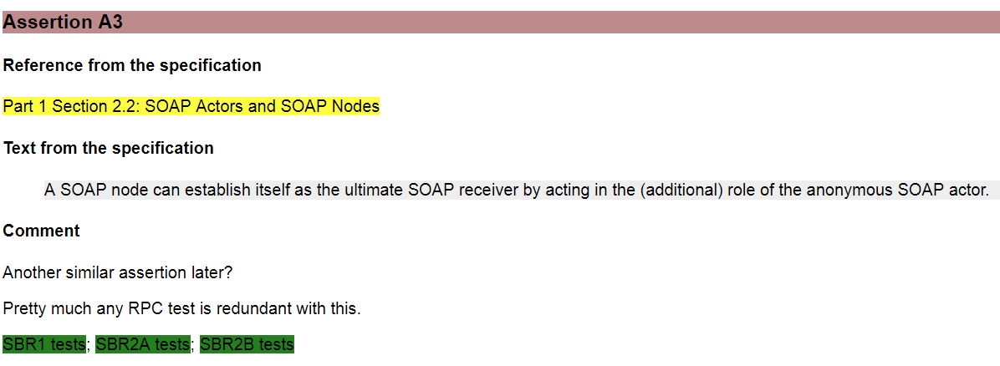 Assertion A3
Reference from the specification
Part 1 Section 2.2: SOAP Actors and SOAP Nodes
Text from the specification
A SOAP node can establish itself as the ultimate SOAP receiver by acting in the (additional) role of the anonymous SOAP actor.
Comment
Another similar assertion later?
Pretty much any RPC test is redundant with this.
SBR1 tests; SBR2A tests; SBR2B tests